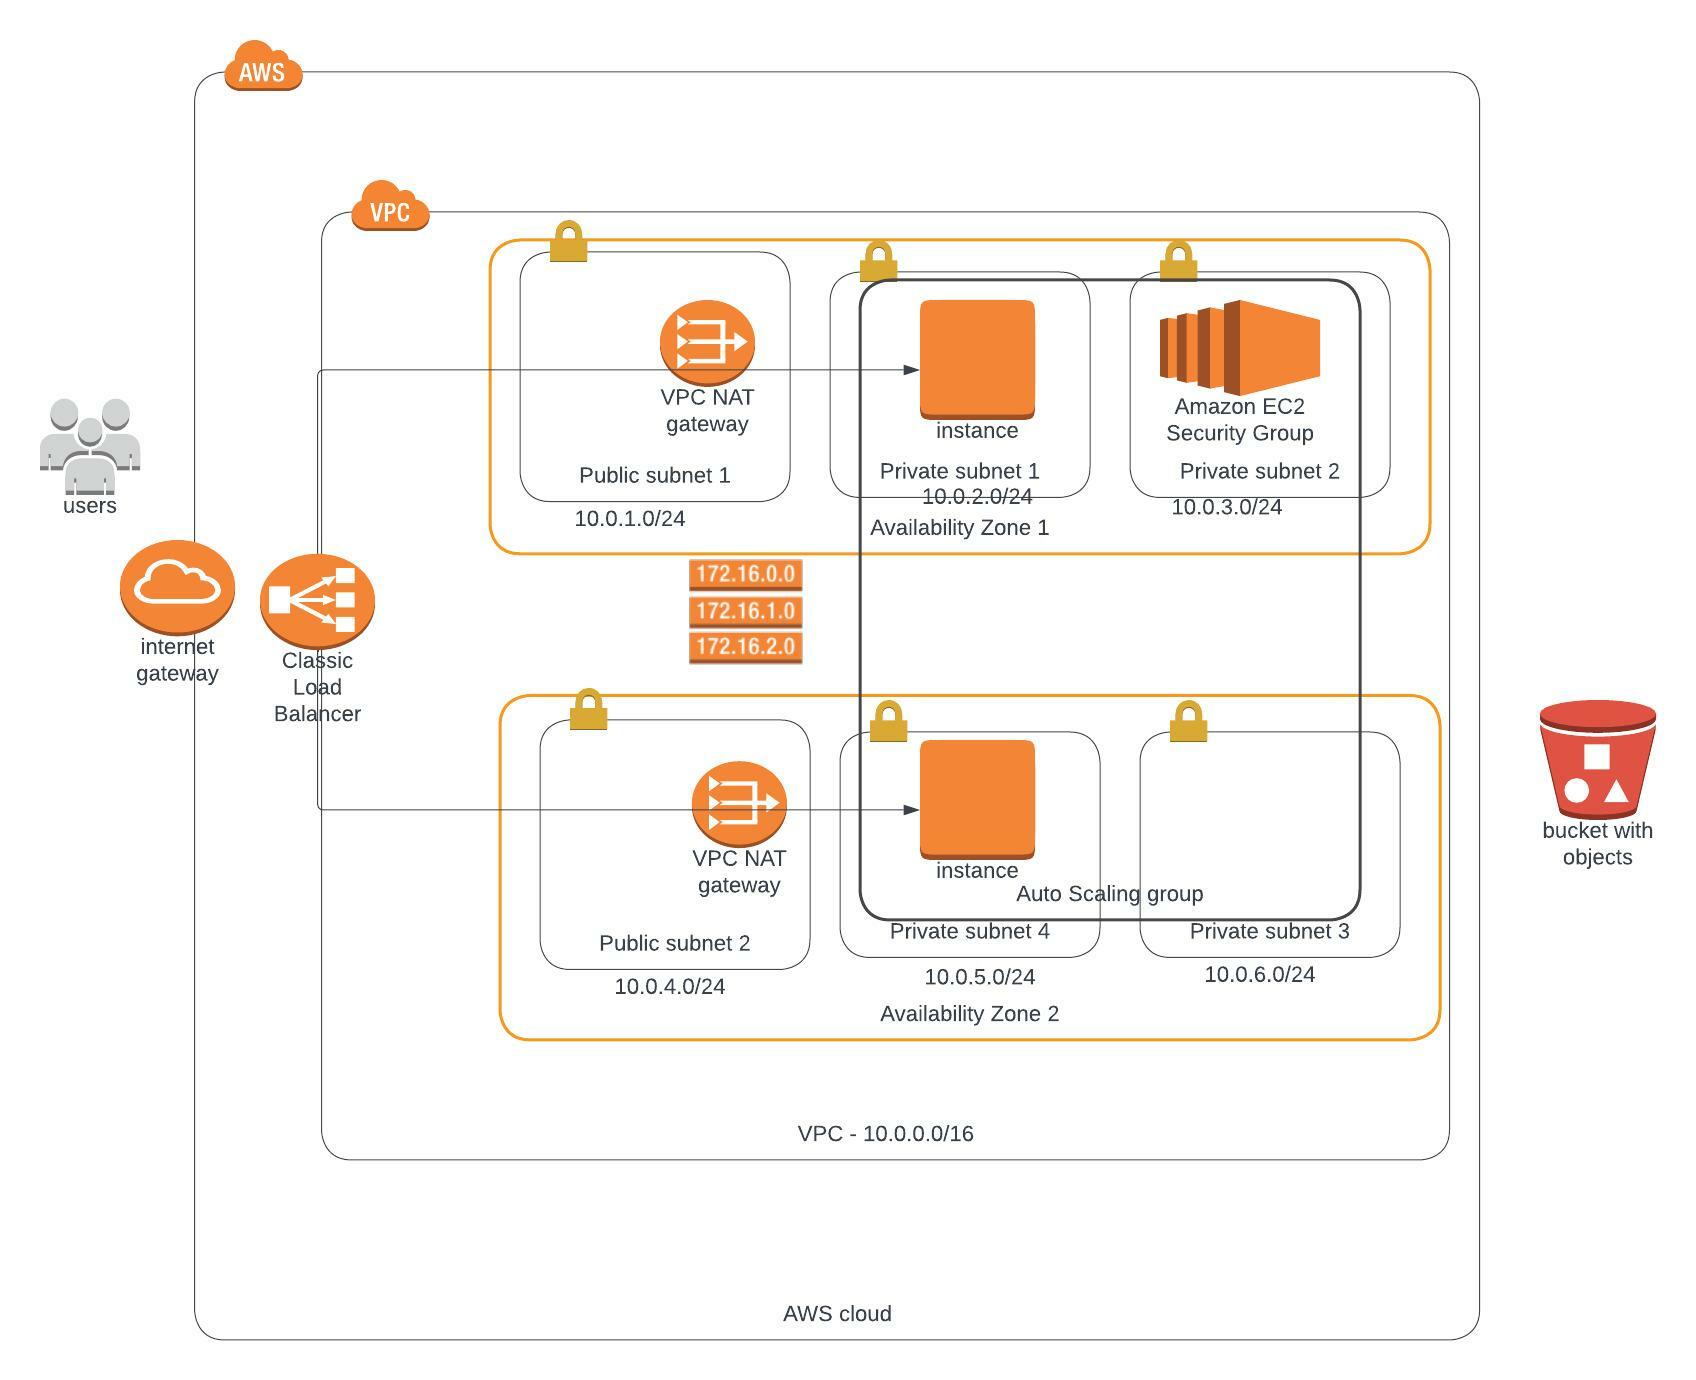 AWS
VPC
VPC NAT
gateway
Public subnet 1
10.0.1.0/24
instance
Private subnet 1
10.0.2.0/24
Amazon EC2
Security Group
Private subnet 2
10.0.3.0/24
Availability Zone 1
users
internet
gateway
Classic
Load
Balancer
172.16.0.0
172.16.1.0
172.16.2.0
VPC NAT
gateway
Public subnet 2
10.0.4.0/24
instance
Auto Scaling group
Private subnet 4
10.0.5.0/24
Private subnet 3
10.0.6.0/24
Availability Zone 2
bucket with
objects
VPC - 10.0.0.0/16
AWS cloud